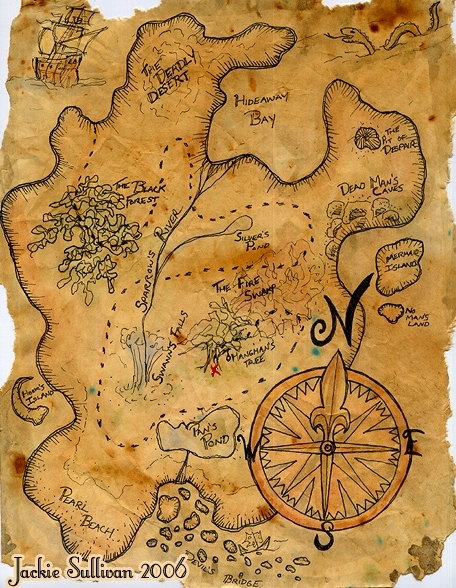 THE
DEADLY
DESERT
HIDEAWAY
BAY
THE
PIT OF
DESPAIR
THE BLACK
FOREST
DEAD MAN'S
CAVES
SPARROW'S RIVER
SILVER'S
POND
MERMAID
ISLAND
THE FIRE
SWAMP
NO
MAN'S
LAND
N
SWANN FALLS
HANGMAN'S
TREE
ISLAND
PAN'S
POND
W
E
S
PEARL
BEACH
DEVIL'S
BRIDGE
Jackie Sullivan 2006